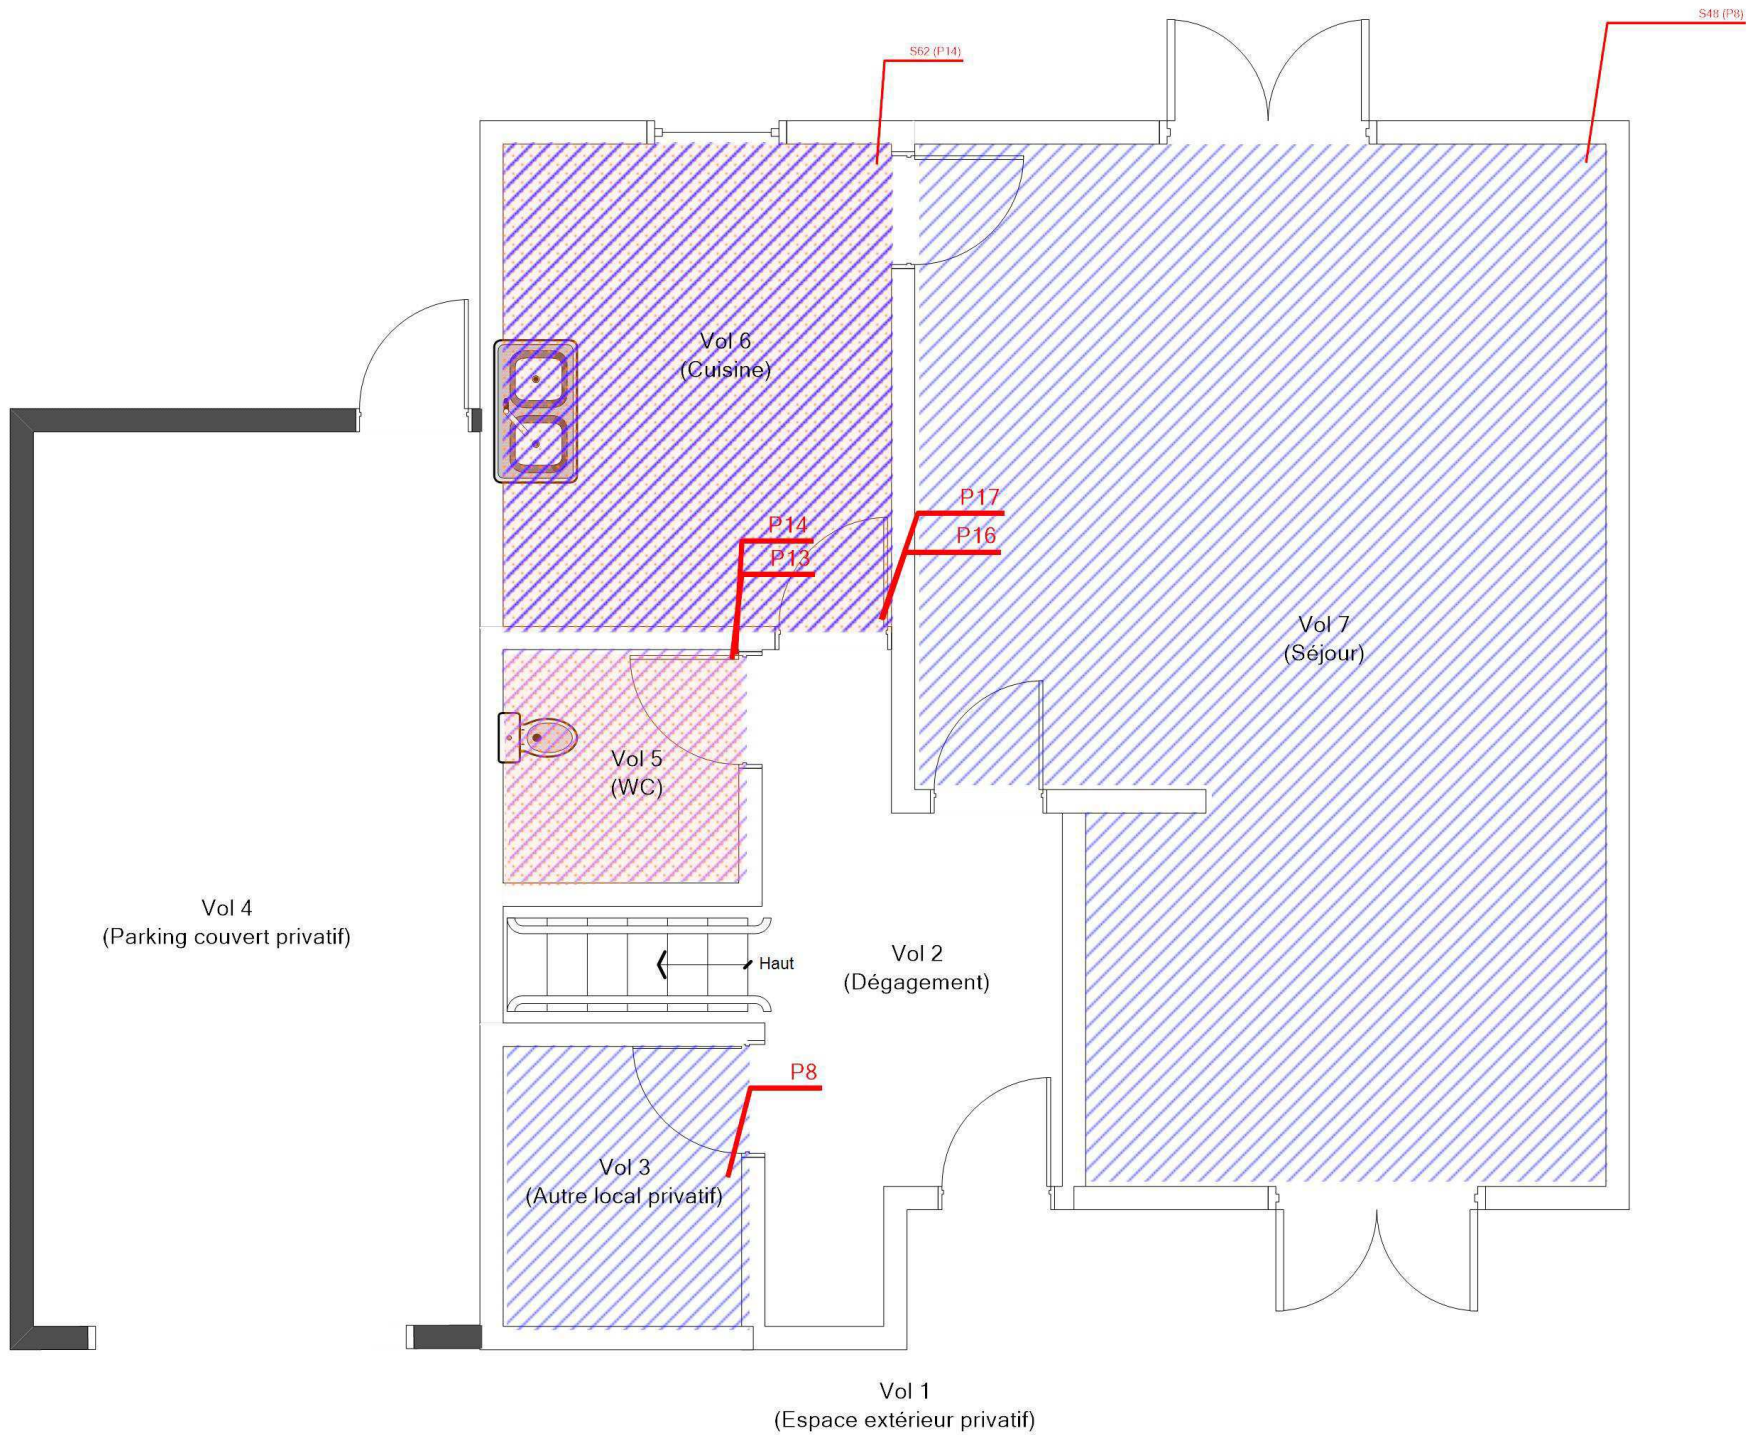 S48 (P8)
S62 (P14)
Vol 6
(Cuisine)
P17
P14
P16
P13
Vol 7
(Séjour)
Vol 5
(WC)
Vol 4
(Parking couvert privatif)
Vol 2
(Dégagement)
Haut
P8
Vol 3
(Autre local privatif)
Vol 1
(Espace extérieur privatif)